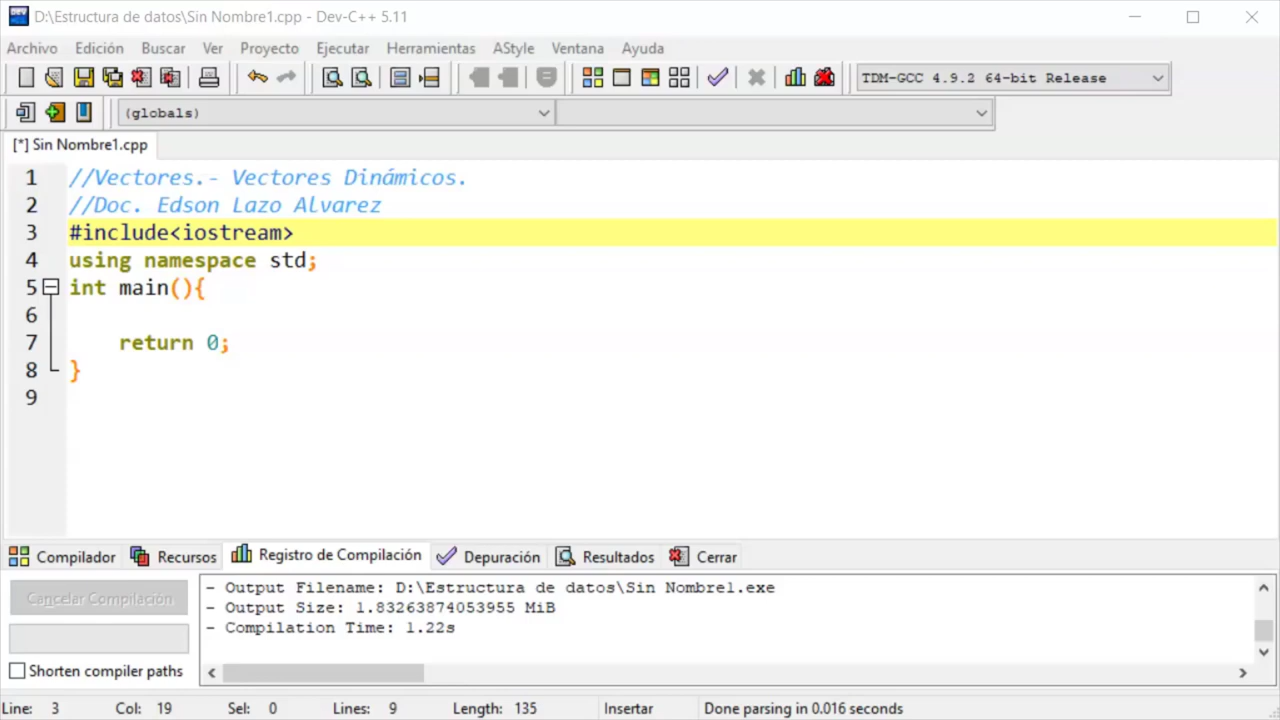 D:\Estructura de datos\Sin Nombre1.cpp - Dev-C++ 5.11
Archivo Edición Buscar Ver Proyecto Ejecutar Herramientas AStyle Ventana Ayuda
TDM-GCC 4.9.2 64-bit Release
(globals)
[*] Sin Nombre1.cpp
1 //Vectores.- Vectores Dinámicos.
2 //Doc. Edson Lazo Alvarez
3 #include<iostream>
4 using namespace std;
5 int main(){
6
7 return 0;
8 }
9
Compilador Recursos Registro de Compilación Depuración Resultados Cerrar
Cancelar Compilación
- Output Filename: D:\Estructura de datos\Sin Nombre1.exe
- Output Size: 1.83263874053955 MiB
- Compilation Time: 1.22s
Shorten compiler paths
Line: 3 Col: 19 Sel: 0 Lines: 9 Length: 135 Insertar Done parsing in 0.016 seconds